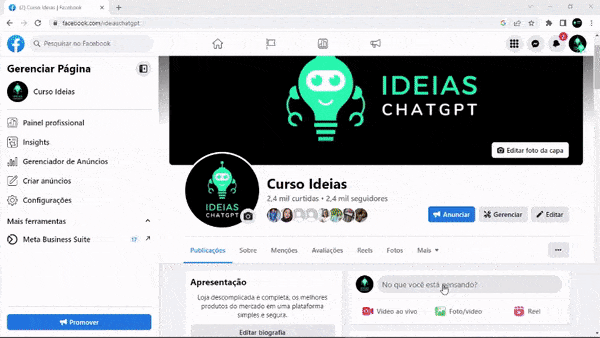 (2) Curso Ideias | Facebook
facebook.com/ideiaschatgpt
Pesquisar no Facebook
2
Gerenciar Página
Curso Ideias
Painel profissional
Insights
Gerenciador de Anúncios
Criar anúncios
Configurações
Mais ferramentas
Meta Business Suite
Promover
IDEIAS
CHATGPT
Editar foto da capa
IDEIAS
CHATGPT
Curso Ideias
2,4 mil curtidas • 2,4 mil seguidores
Anunciar
Gerenciar
Editar
Publicações
Sobre
Menções
Avaliações
Reels
Fotos
Mais
Apresentação
Loja descomplicada e completa, os melhores
produtos do mercado em uma plataforma
simples e segura.
Editar biografia
No que você está pensando?
Vídeo ao vivo
Foto/vídeo
Reel